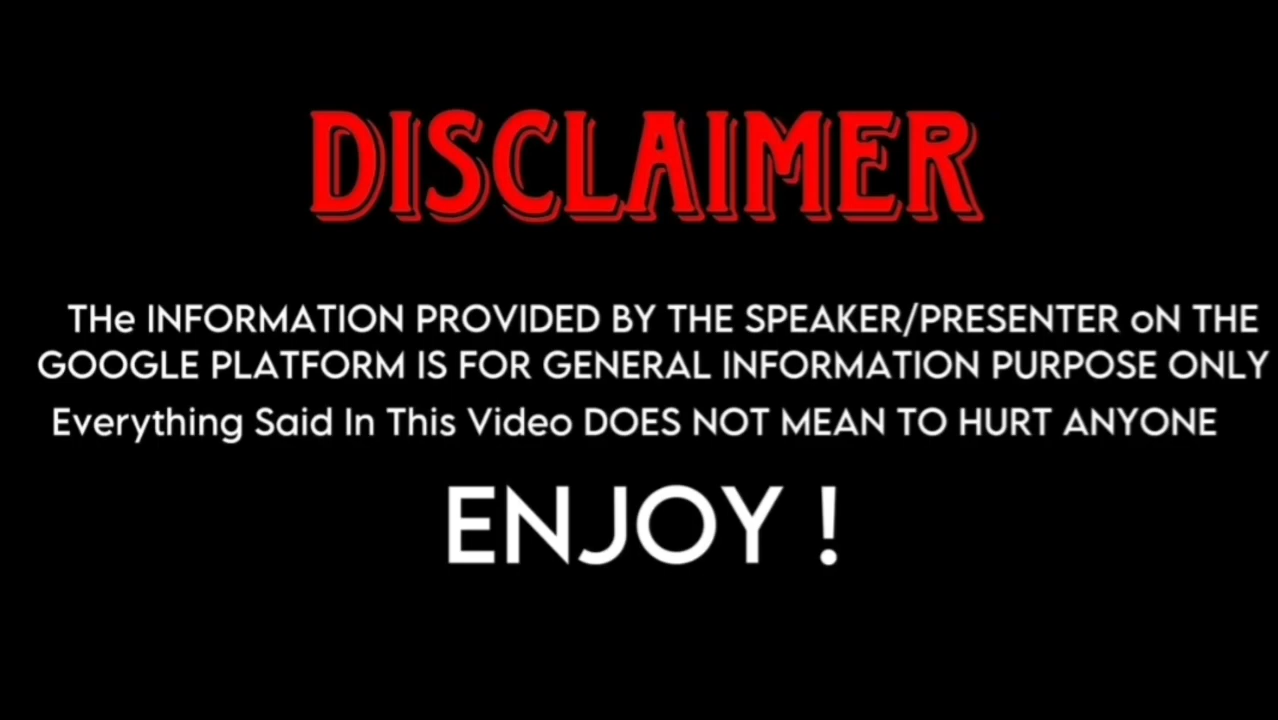 DISCLAIMER
THe INFORMATION PROVIDED BY THE SPEAKER/PRESENTER oN THE
GOOGLE PLATFORM IS FOR GENERAL INFORMATION PURPOSE ONLY
Everything Said In This Video DOES NOT MEAN TO HURT ANYONE
ENJOY !